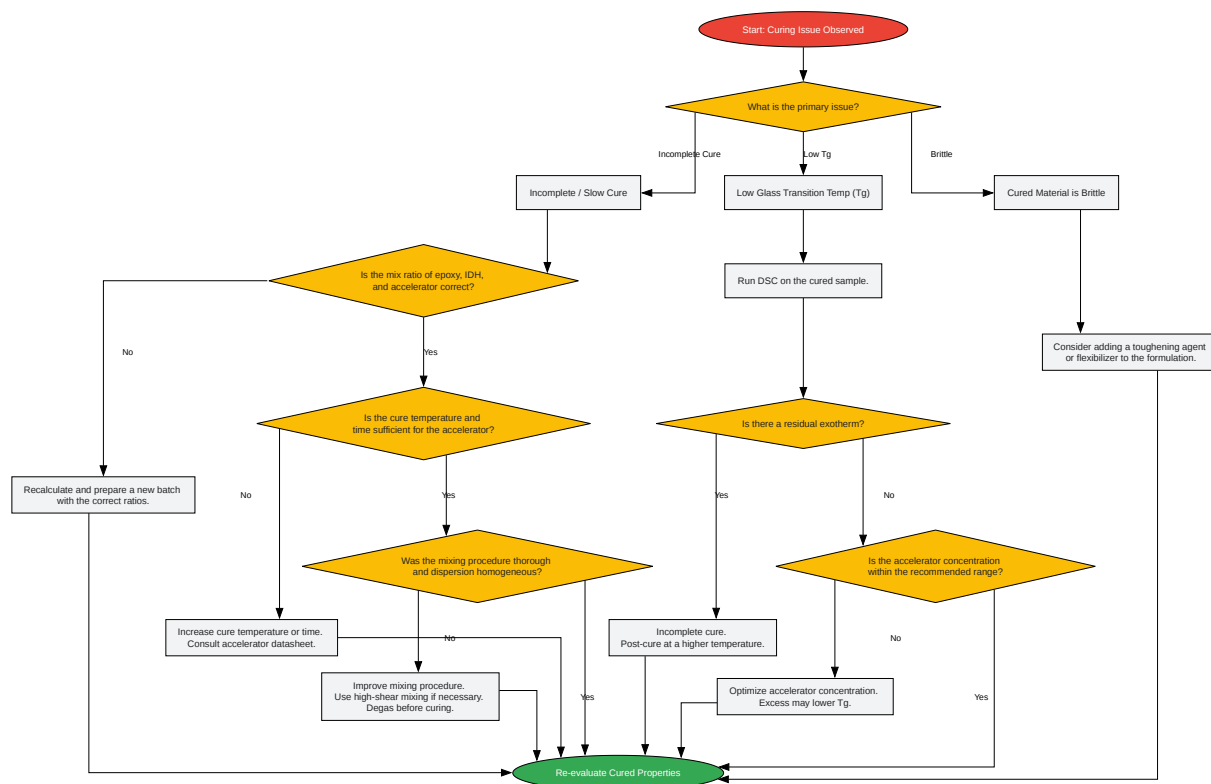 Start: Curing Issue Observed
What is the primary issue?
Incomplete Cure
Low Tg
Brittle
Incomplete / Slow Cure
Low Glass Transition Temp (Tg)
Cured Material is Brittle
Is the mix ratio of epoxy, IDH,
and accelerator correct?
Run DSC on the cured sample.
Consider adding a toughening agent
or flexibilizer to the formulation.
No
Yes
Is the cure temperature and
time sufficient for the accelerator?
Is there a residual exotherm?
Recalculate and prepare a new batch
with the correct ratios.
No
Yes
Yes
No
Was the mixing procedure thorough
and dispersion homogeneous?
Is the accelerator concentration
within the recommended range?
Increase cure temperature or time.
Consult accelerator datasheet.
No
Incomplete cure.
Post-cure at a higher temperature.
No
Improve mixing procedure.
Use high-shear mixing if necessary.
Degas before curing.
Yes
Optimize accelerator concentration.
Excess may lower Tg.
Yes
Re-evaluate Cured Properties